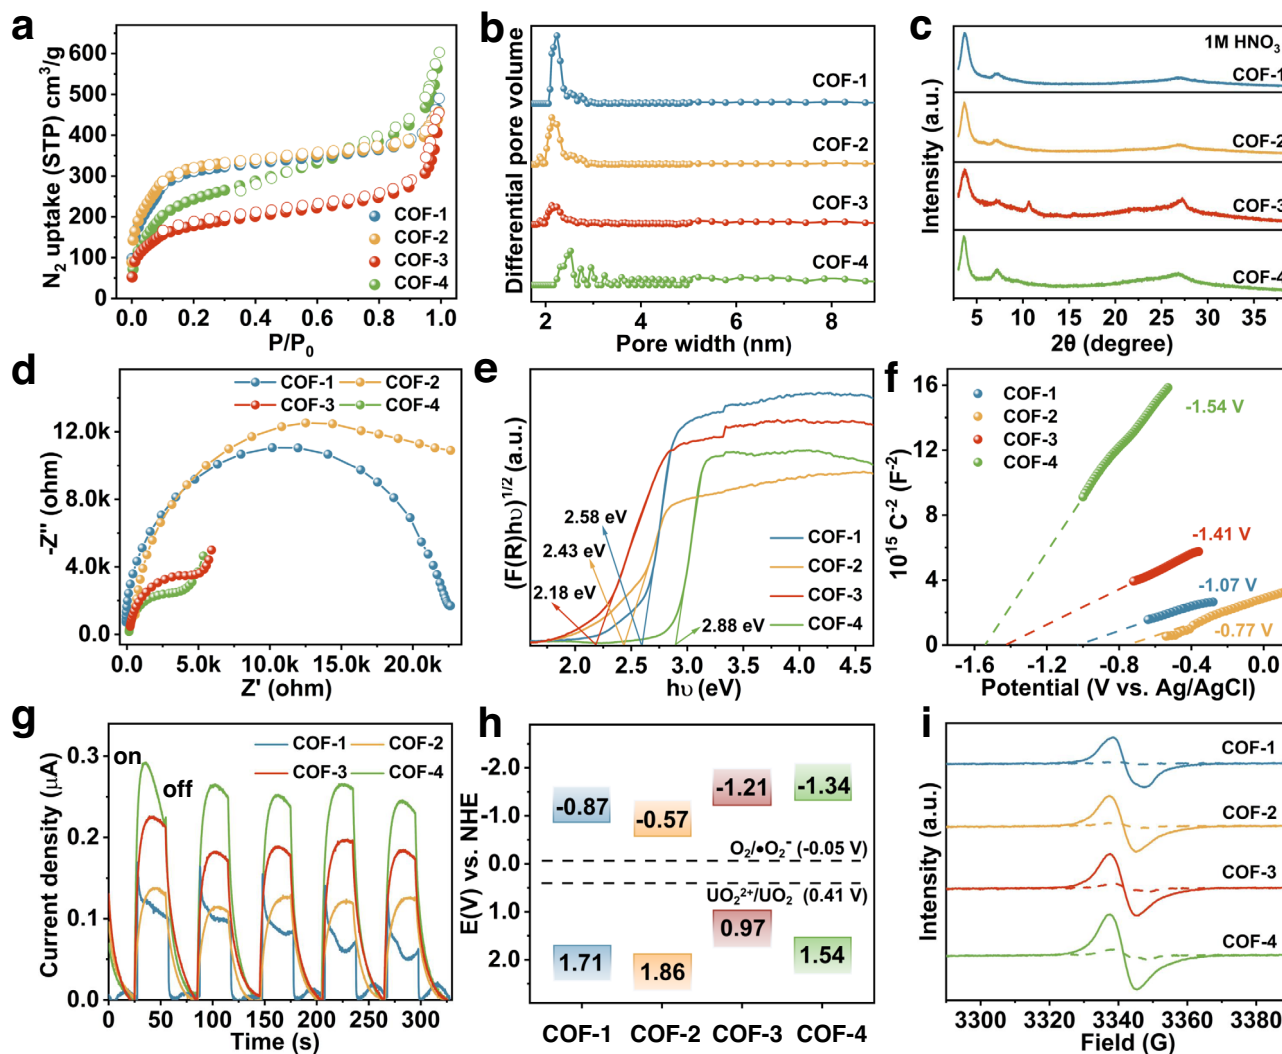 a
N2 uptake (STP) cm3/g
600
500
400
300
200
100
0
COF-1
COF-2
COF-3
COF-4
0.0 0.2 0.4 0.6 0.8 1.0
P/P0
b
Differential pore volume
COF-1
COF-2
COF-3
COF-4
2 4 6 8
Pore width (nm)
c
Intensity (a.u.)
1M HNO3
COF-1
COF-2
COF-3
COF-4
5 10 15 20 25 30 35
2θ (degree)
d
-Z'' (ohm)
COF-1 COF-2
COF-3 COF-4
12.0k
8.0k
4.0k
0.0
0.0 5.0k 10.0k 15.0k 20.0k
Z' (ohm)
e
(F(R)hυ)1/2 (a.u.)
2.58 eV
2.43 eV
2.18 eV
2.88 eV
COF-1
COF-2
COF-3
COF-4
2.0 2.5 3.0 3.5 4.0 4.5
hυ (eV)
f
10^15 C^-2 (F^-2)
16
12
8
4
0
COF-1
COF-2
COF-3
COF-4
-1.54 V
-1.41 V
-1.07 V
-0.77 V
-1.6 -1.2 -0.8 -0.4 0.0
Potential (V vs. Ag/AgCl)
g
Current density (μA)
on
off
COF-1 COF-2
COF-3 COF-4
0.3
0.2
0.1
0.0
0 50 100 150 200 250 300
Time (s)
h
E(V) vs. NHE
-2.0
-1.0
0.0
1.0
2.0
-0.87
-0.57
-1.21
-1.34
O2/•O2- (-0.05 V)
UO2 2+/UO2 (0.41 V)
1.71
1.86
0.97
1.54
COF-1 COF-2 COF-3 COF-4
i
Intensity (a.u.)
COF-1
COF-2
COF-3
COF-4
3300 3320 3340 3360 3380
Field (G)